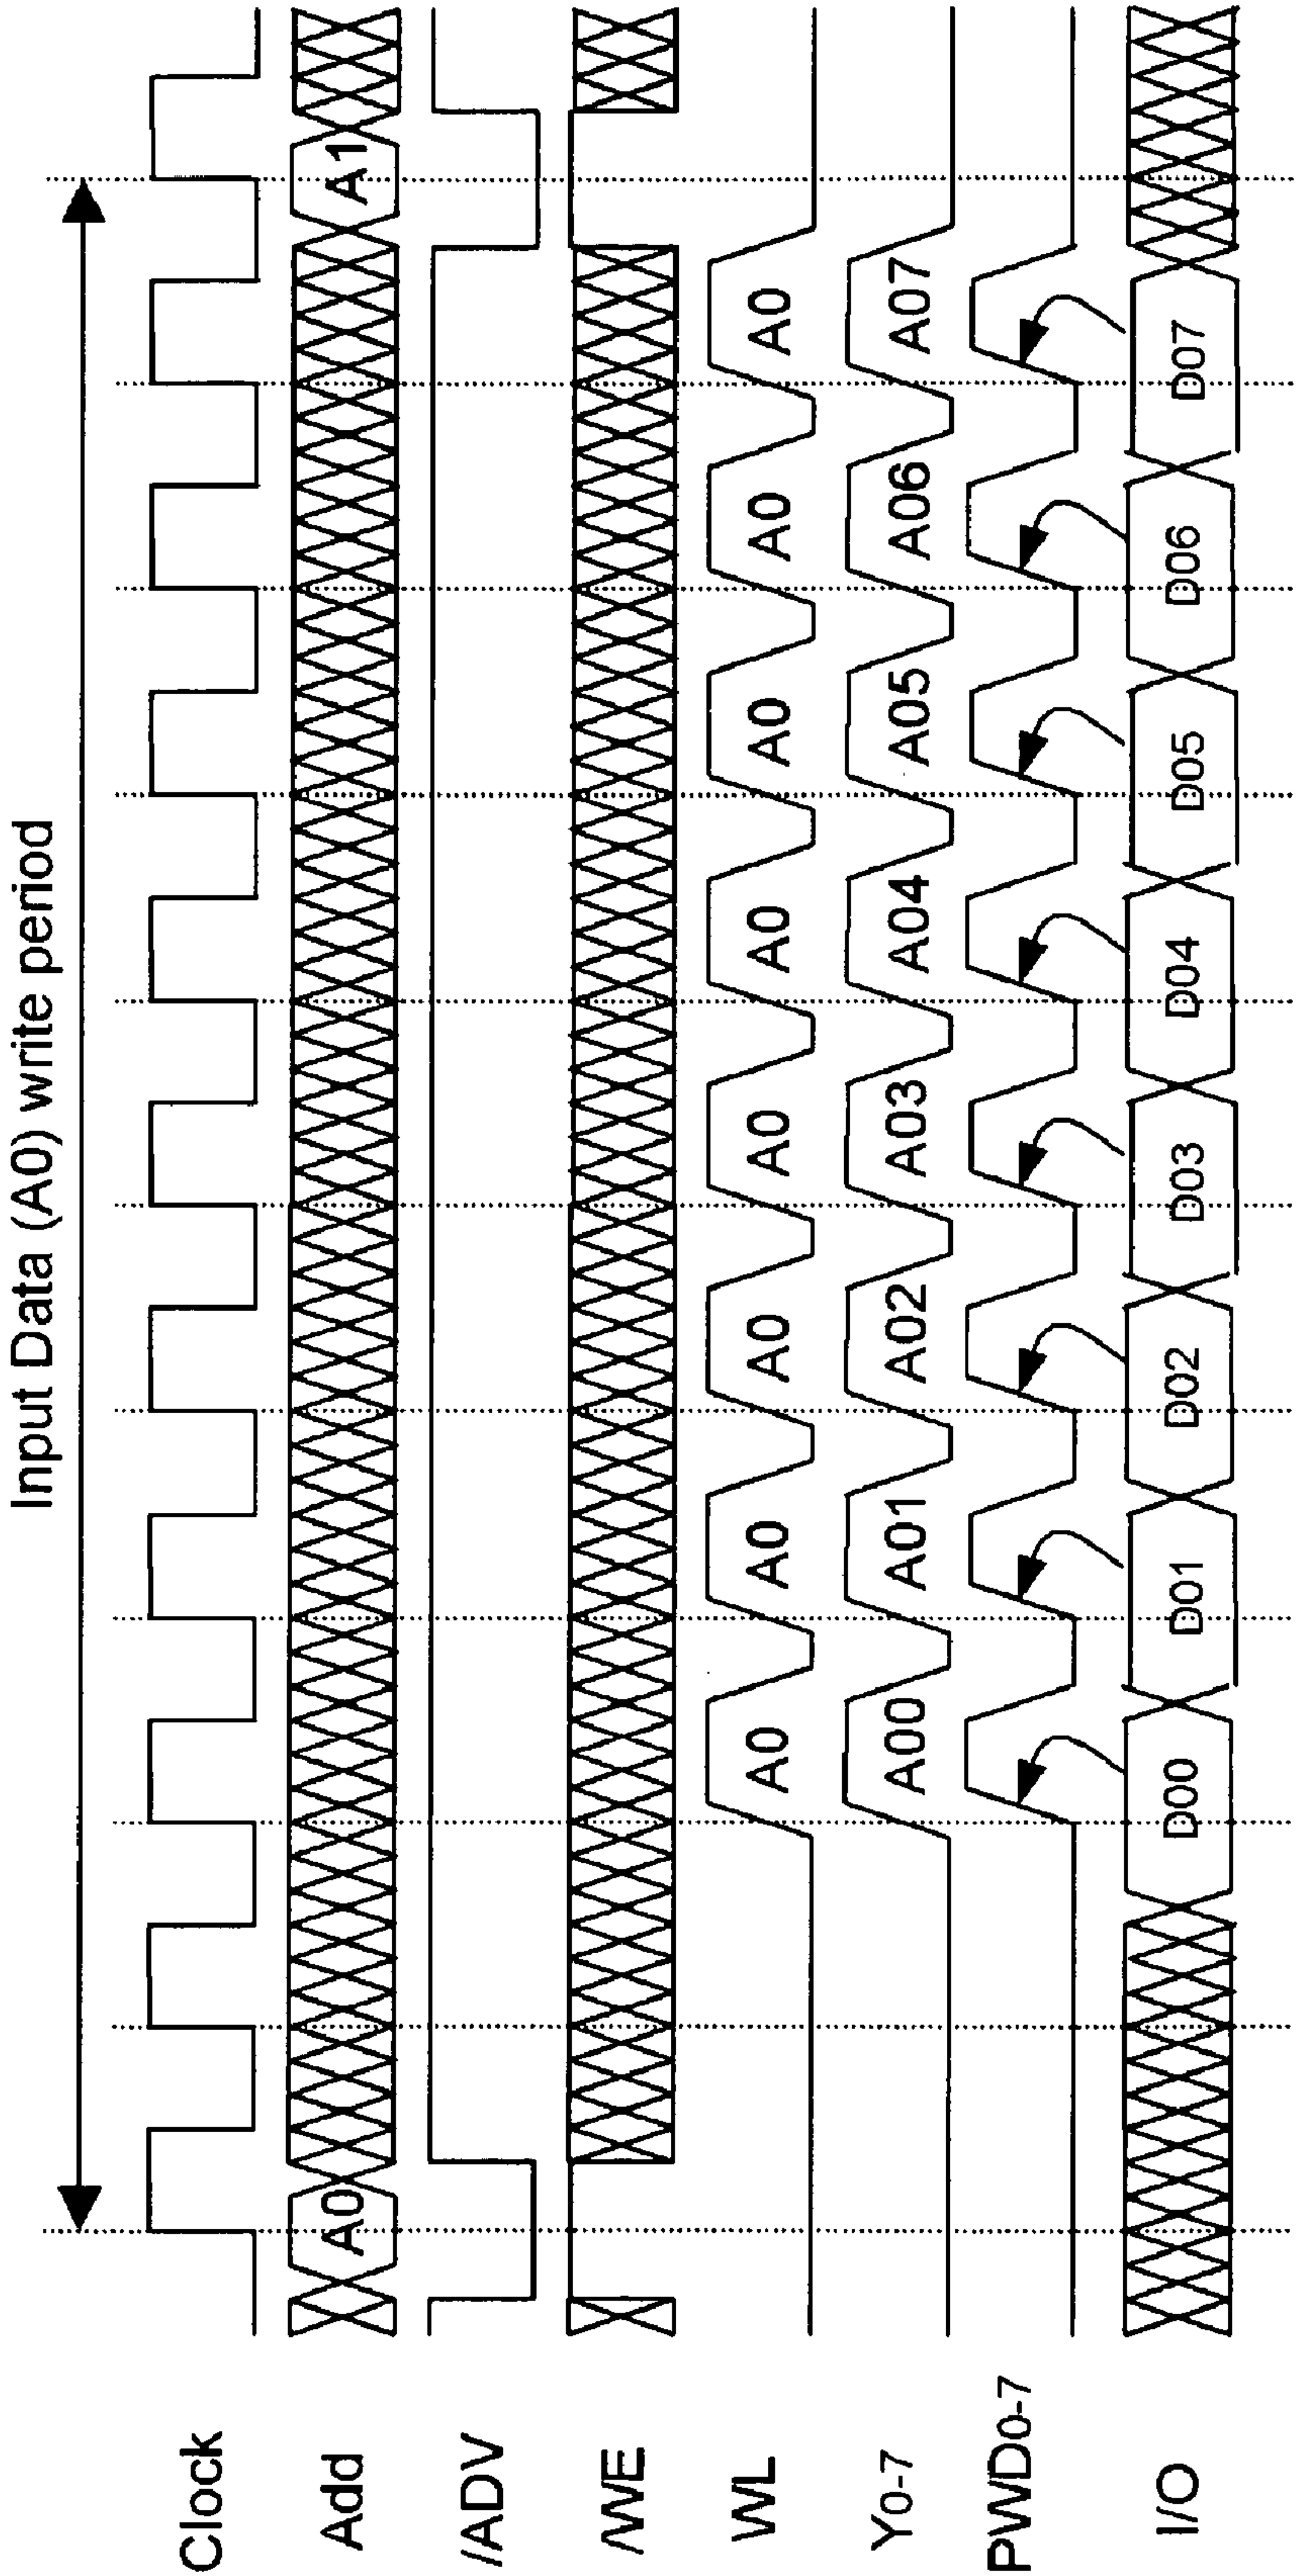 Input Data (A0) write period
Clock
Add A0 A1
/ADV
/WE
WL A0 A0 A0 A0 A0 A0 A0 A0
Y0-7 A00 A01 A02 A03 A04 A05 A06 A07
PWD0-7
I/O D00 D01 D02 D03 D04 D05 D06 D07